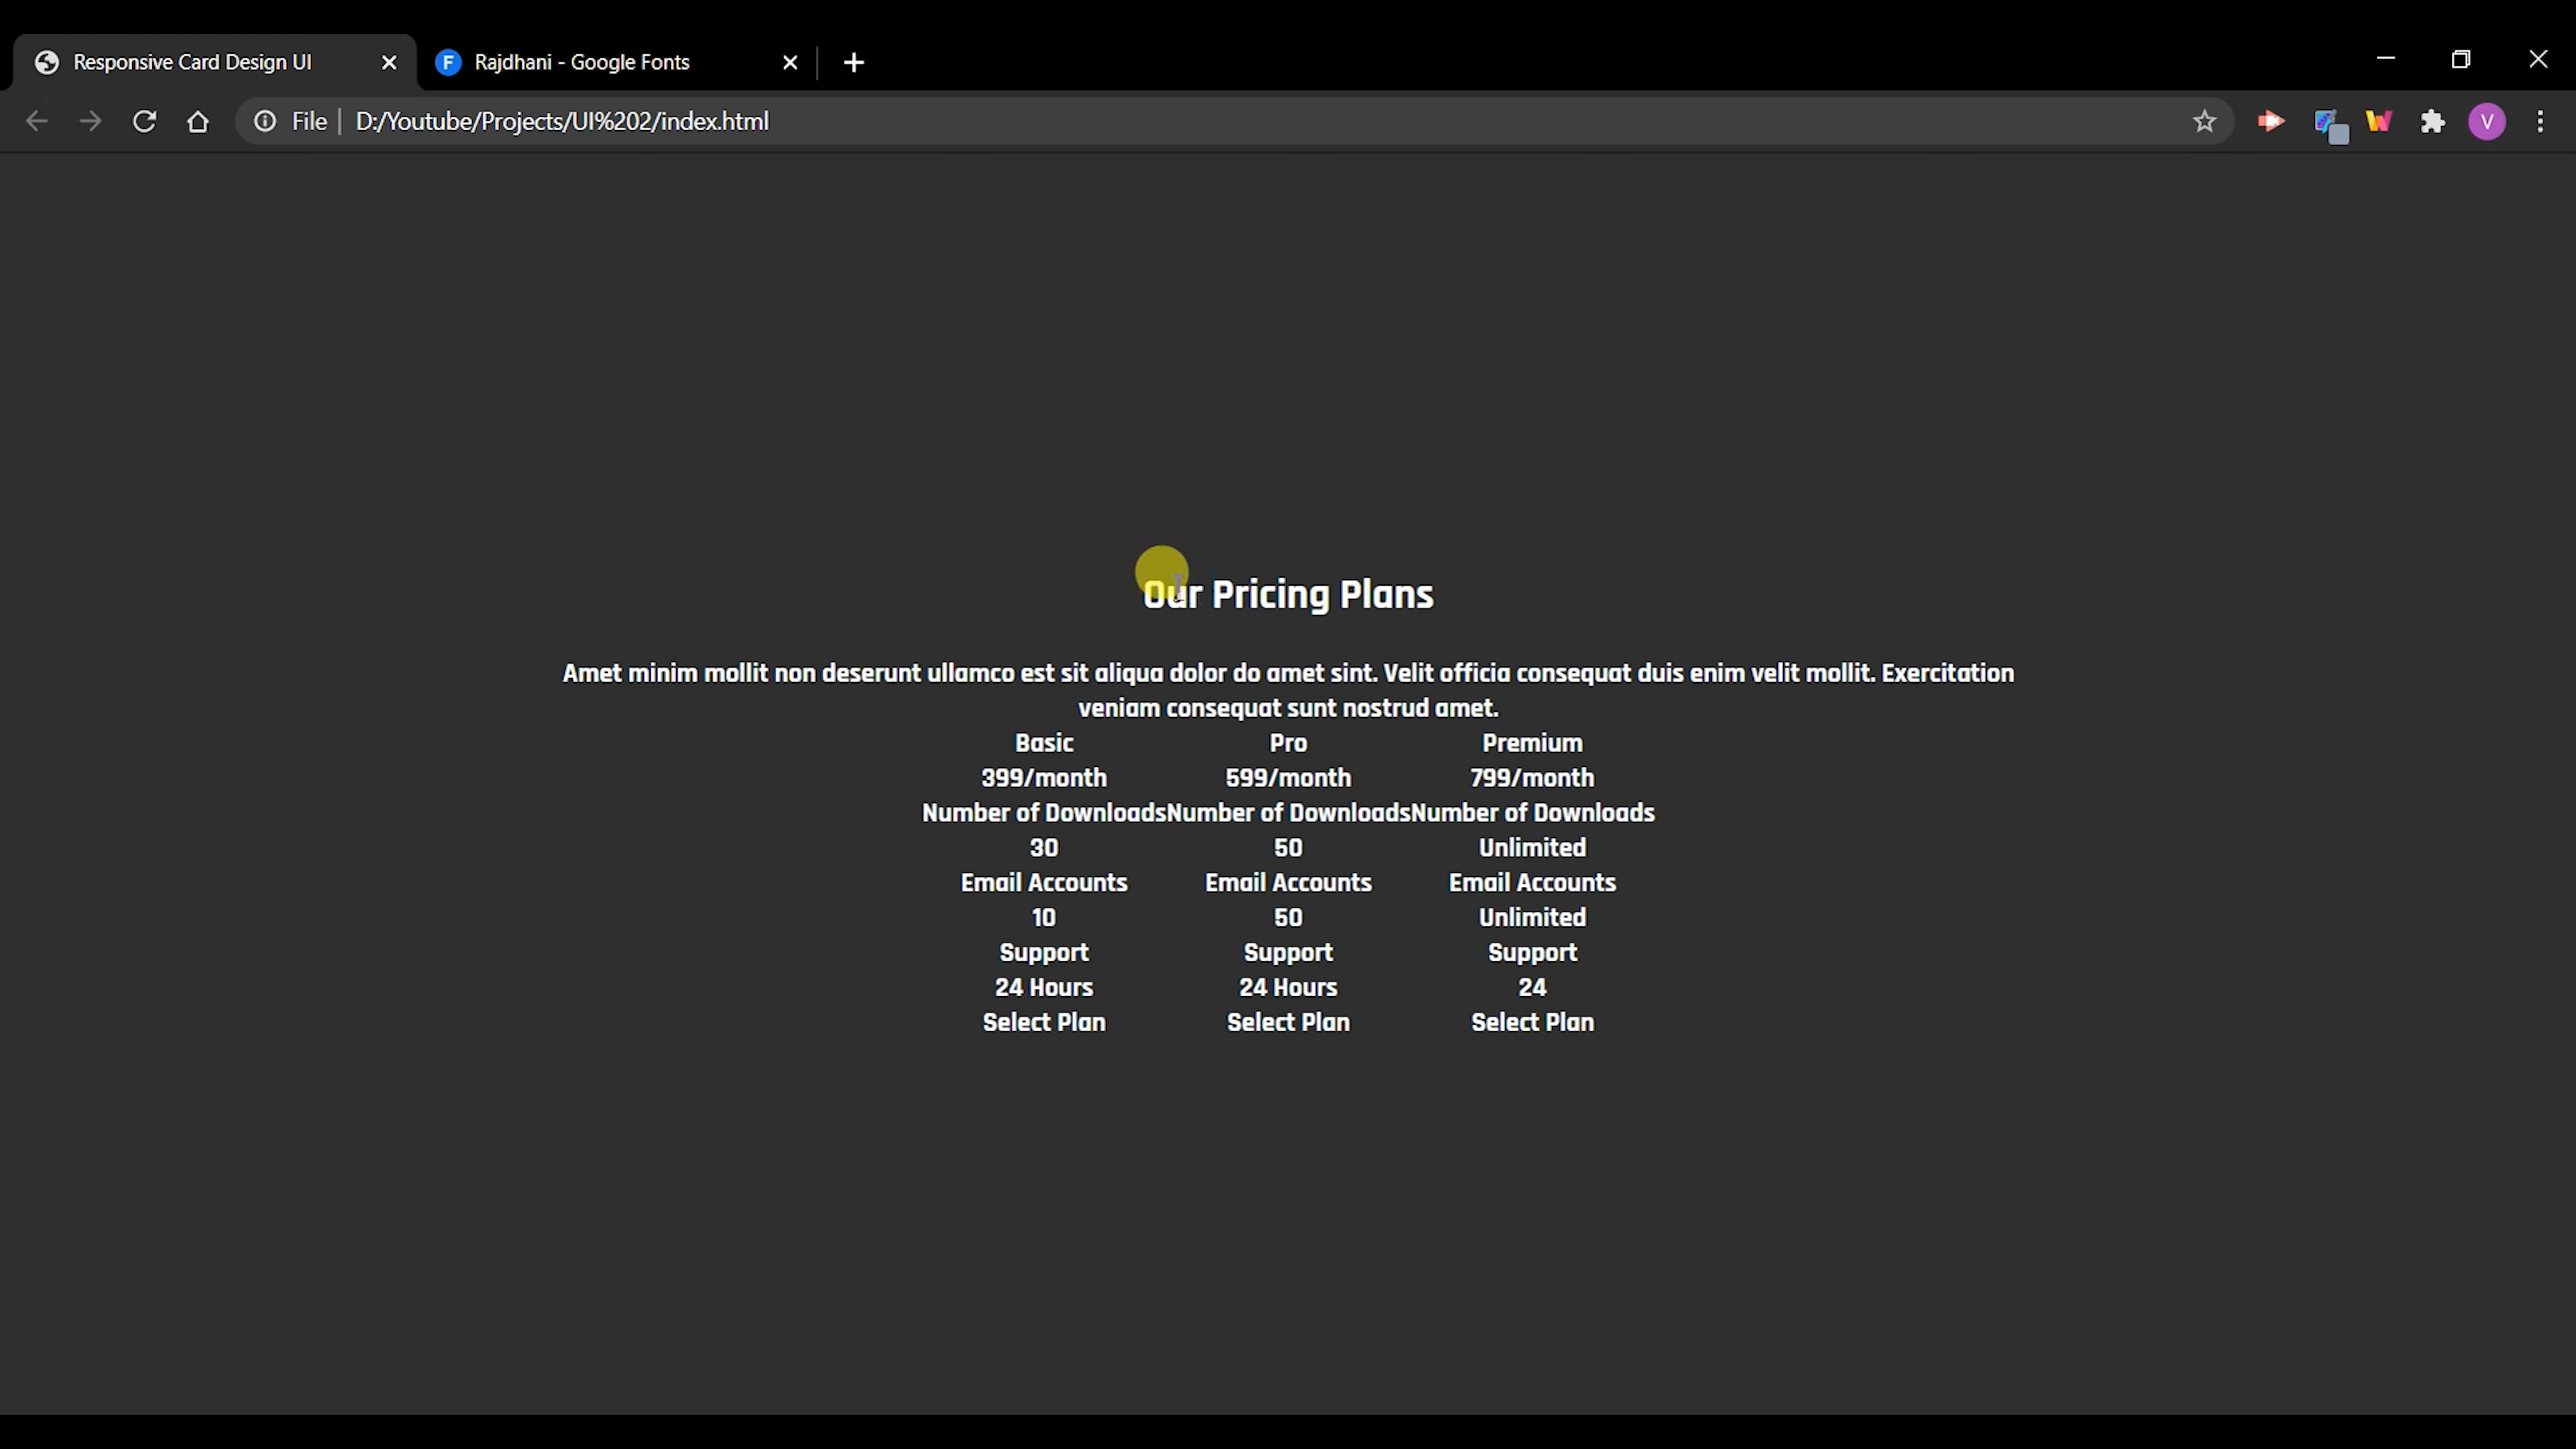 Responsive Card Design UI
F Rajdhani - Google Fonts
File D:/Youtube/Projects/UI%202/index.html
V
Our Pricing Plans
Amet minim mollit non deserunt ullamco est sit aliqua dolor do amet sint. Velit officia consequat duis enim velit mollit. Exercitation
veniam consequat sunt nostrud amet.
Basic Pro Premium
399/month 599/month 799/month
Number of DownloadsNumber of DownloadsNumber of Downloads
30 50 Unlimited
Email Accounts Email Accounts Email Accounts
10 50 Unlimited
Support Support Support
24 Hours 24 Hours 24
Select Plan Select Plan Select Plan